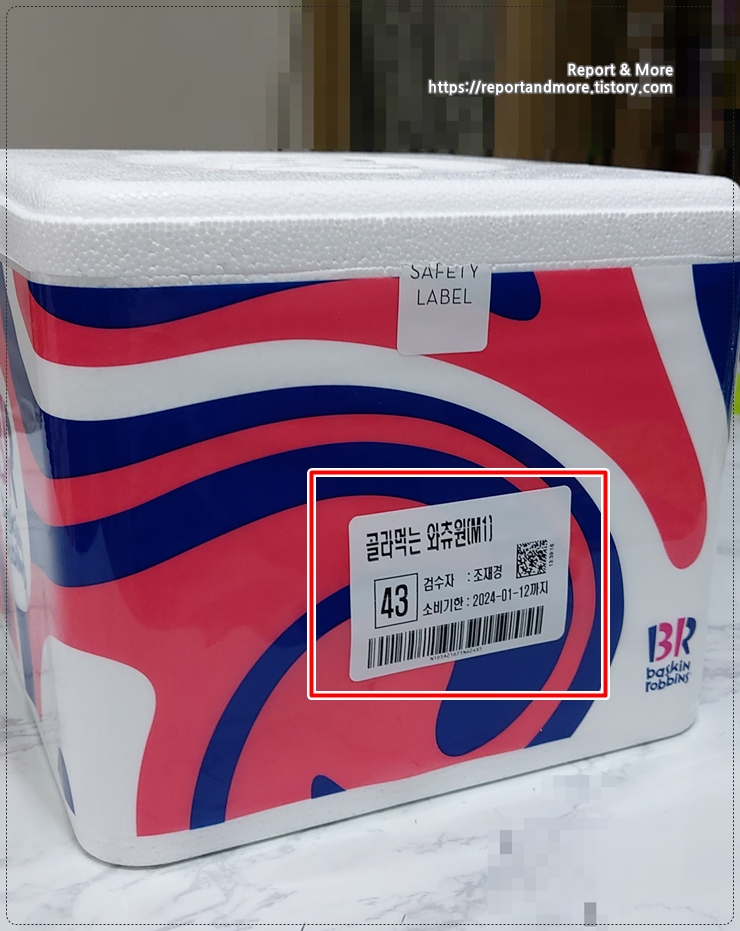 Report & More
https://reportandmore.tistory.com
SAFETY
LABEL
골라먹는 와츄원(M1)
43
검수자 : 조재경
소비기한 : 2024-01-12까지
BR
baskin
robbins